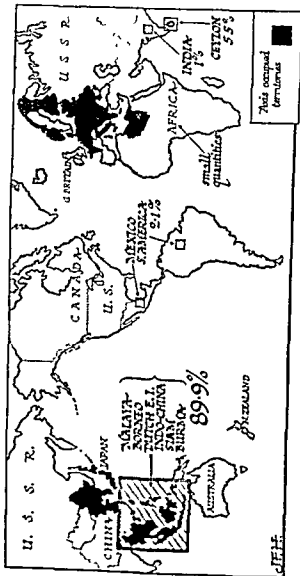 U. S. S. R.
JAPAN
CHINA
MALAYA
BORNEO
DUTCH E.I.
INDO-CHINA
SIAM
BURMA
89·9%
AUSTRALIA
N. ZEALAND
CANADA
U. S.
MEXICO
S. AMERICA
2·1%
GT BRITAIN
U S S R
AFRICA
small
quantities
INDIA
1%
CEYLON
5·5%
Axis occupied
territories